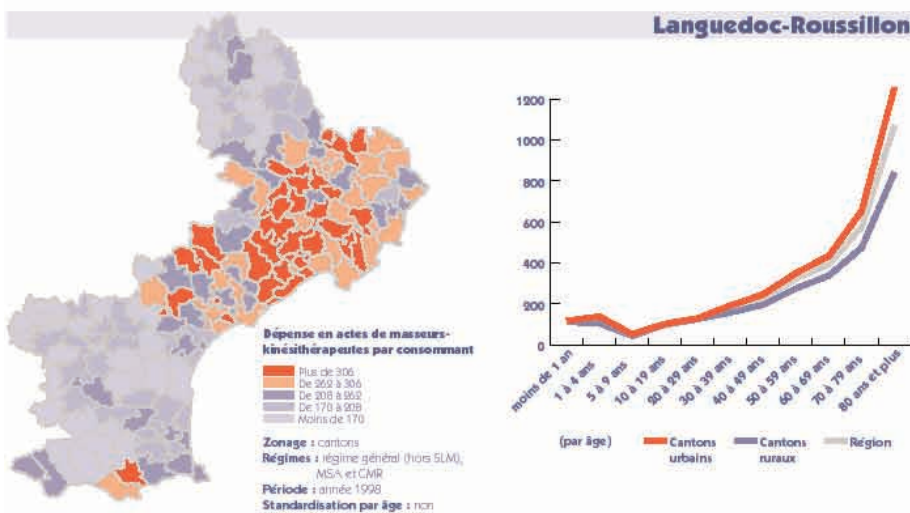 Languedoc-Roussillon
Dépense en actes de masseurs-
kinésithérapeutes par consommant
Plus de 306
De 262 à 306
De 208 à 262
De 170 à 208
Moins de 170
Zonage : cantons
Régimes : régime général (hors SLM),
MSA et CMR
Période : année 1998
Standardisation par âge : non
1200
1000
800
600
400
200
0
moins de 1 an
1 à 4 ans
5 à 9 ans
10 à 19 ans
20 à 29 ans
30 à 39 ans
40 à 49 ans
50 à 59 ans
60 à 69 ans
70 à 79 ans
80 ans et plus
(par âge)
Cantons
urbains
Cantons
ruraux
Région